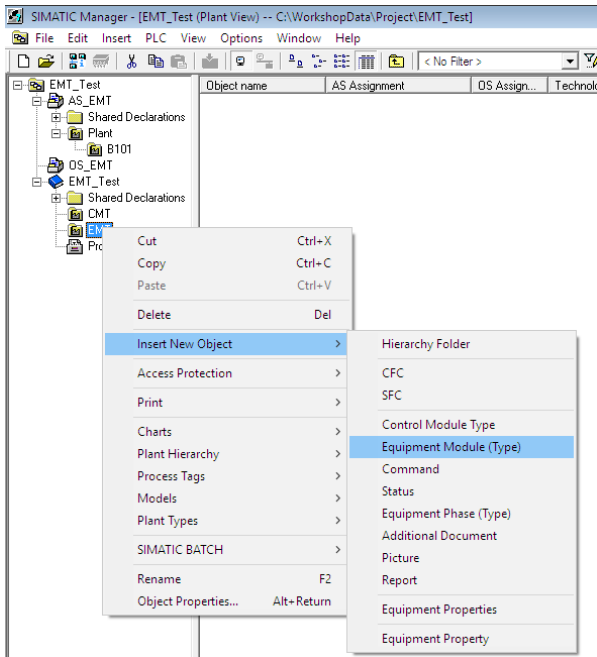 SIMATIC Manager - [EMT_Test (Plant View) -- C:\WorkshopData\Project\EMT_Test]
File Edit Insert PLC View Options Window Help
< No Filter >
EMT_Test
AS_EMT
Shared Declarations
Plant
B101
OS_EMT
EMT_Test
Shared Declarations
CMT
Object name AS Assignment OS Assign... Technol
Cut Ctrl+X
Copy Ctrl+C
Paste Ctrl+V
Delete Del
Insert New Object >
Access Protection >
Print >
Charts >
Plant Hierarchy >
Process Tags >
Models >
Plant Types >
SIMATIC BATCH >
Rename F2
Object Properties... Alt+Return
Hierarchy Folder
CFC
SFC
Control Module Type
Equipment Module (Type)
Command
Status
Equipment Phase (Type)
Additional Document
Picture
Report
Equipment Properties
Equipment Property